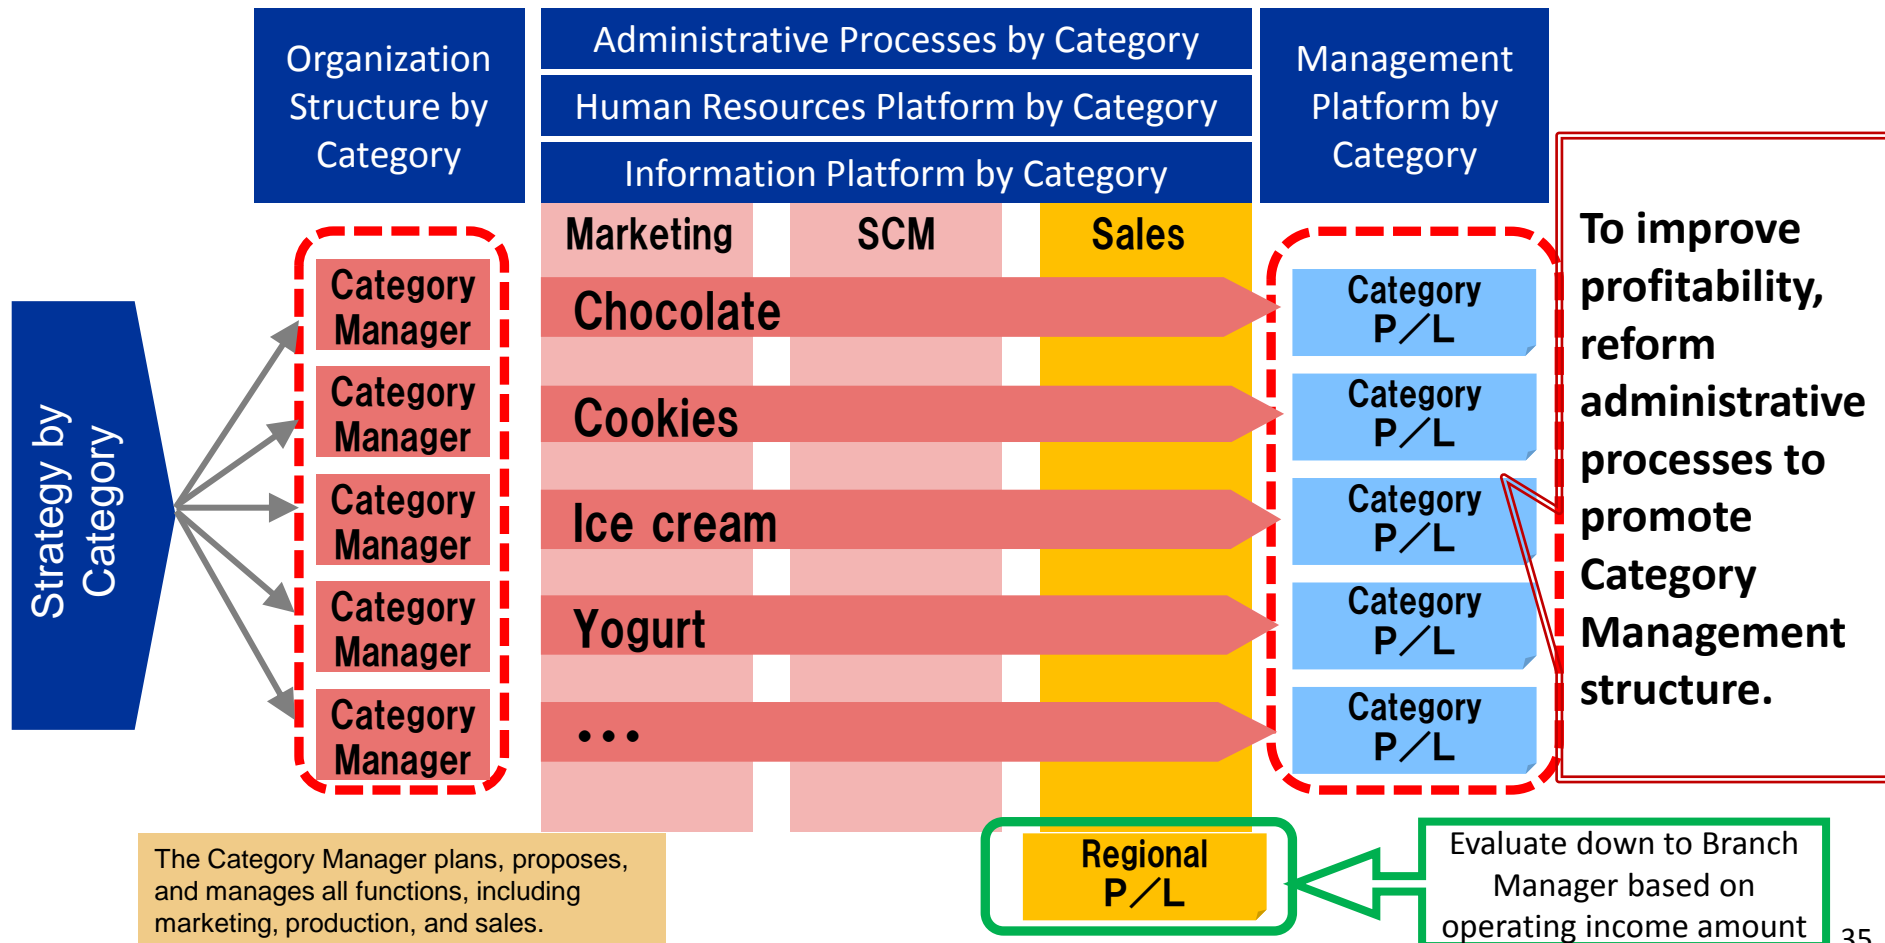 Organization
Structure by
Category
Administrative Processes by Category
Human Resources Platform by Category
Information Platform by Category
Management
Platform by
Category
Strategy by
Category
Marketing
SCM
Sales
Category
Manager
Chocolate
Category
P／L
Category
Manager
Cookies
Category
P／L
Category
Manager
Ice cream
Category
P／L
Category
Manager
Yogurt
Category
P／L
Category
Manager
•••
Category
P／L
To improve
profitability,
reform
administrative
processes to
promote
Category
Management
structure.
The Category Manager plans, proposes,
and manages all functions, including
marketing, production, and sales.
Regional
P／L
Evaluate down to Branch
Manager based on
operating income amount
35